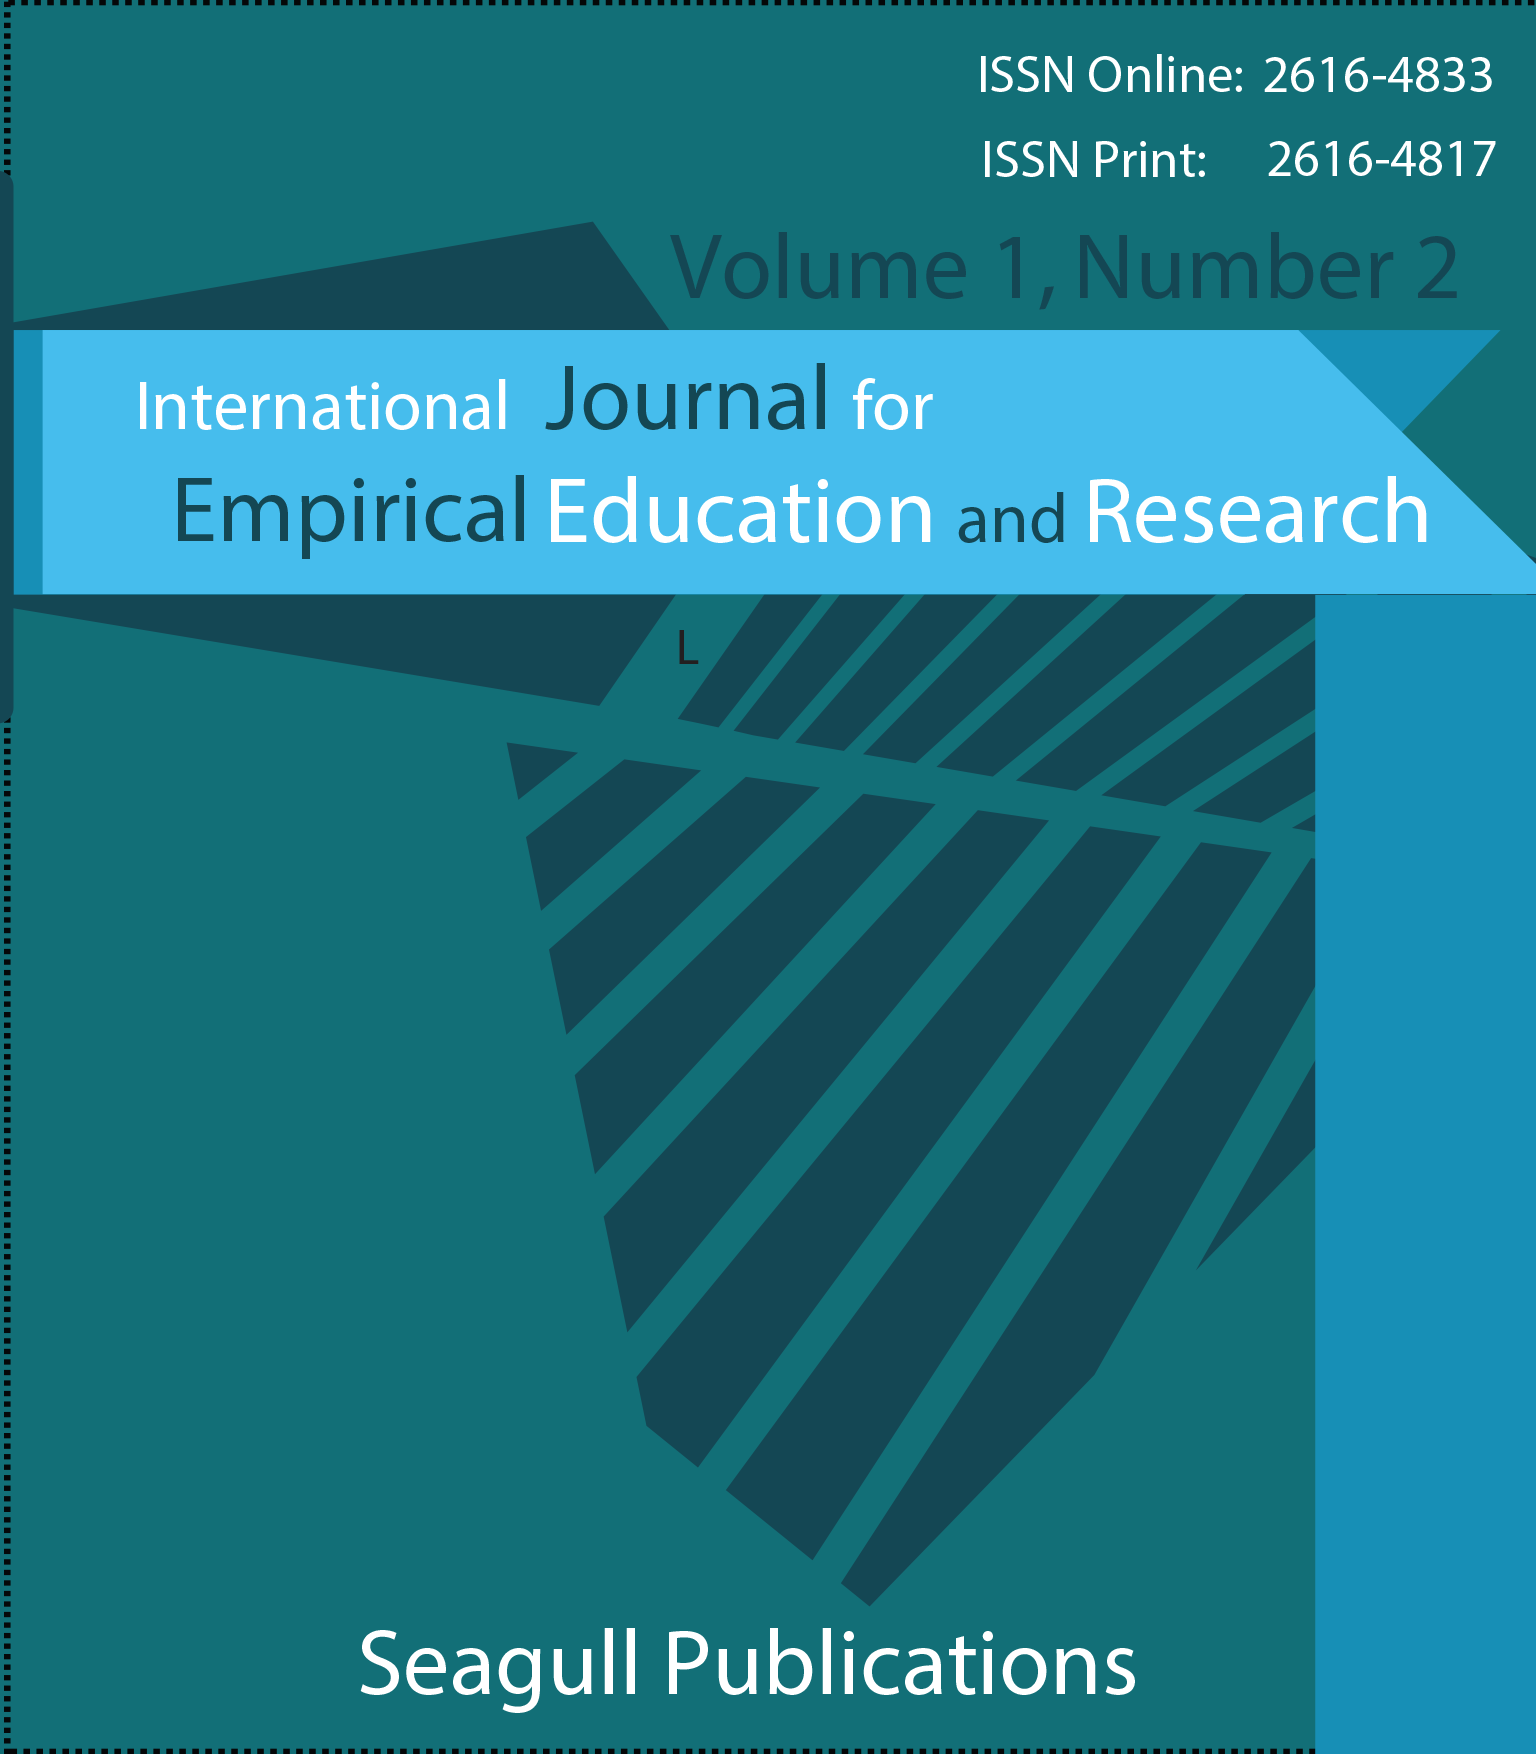 ISSN Online: 2616-4833
ISSN Print: 2616-4817
Volume 1, Number 2
International Journal for
Empirical Education and Research
L
Seagull Publications